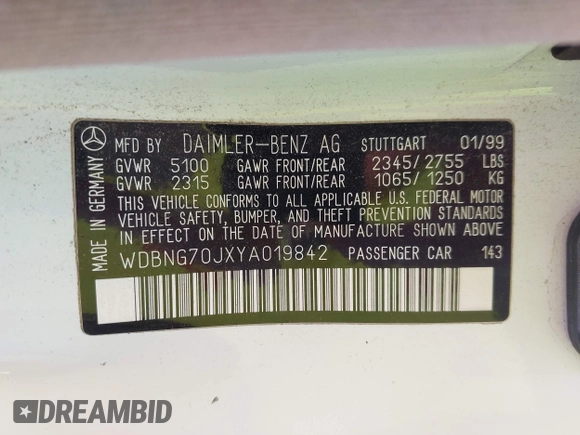 MADE IN GERMANY
MFD BY DAIMLER-BENZ AG STUTTGART 01/99
GVWR 5100 GAWR FRONT/REAR 2345/2755 LBS
GVWR 2315 GAWR FRONT/REAR 1065/1250 KG
THIS VEHICLE CONFORMS TO ALL APPLICABLE U.S. FEDERAL MOTOR
VEHICLE SAFETY, BUMPER, AND THEFT PREVENTION STANDARDS
IN EFFECT ON THE DATE OF MANUFACTURE SHOWN ABOVE
WDBNG70JXYA019842 PASSENGER CAR 143
DREAMBID